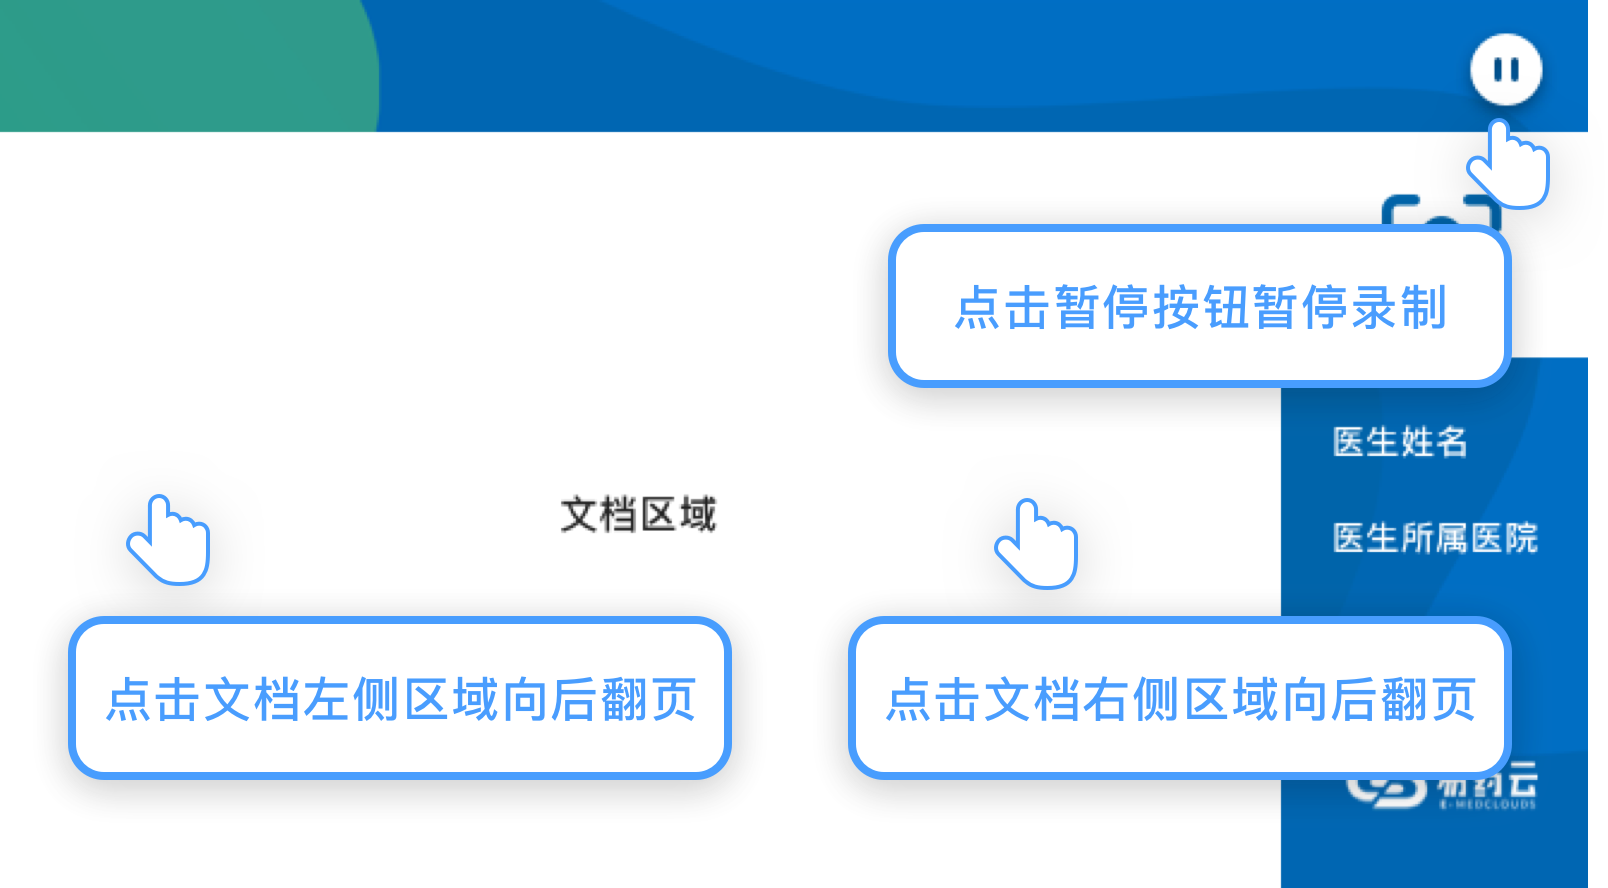 点击暂停按钮暂停录制
医生姓名
文档区域
医生所属医院
点击文档左侧区域向后翻页
点击文档右侧区域向后翻页
易药云
E-MEDCLOUDS